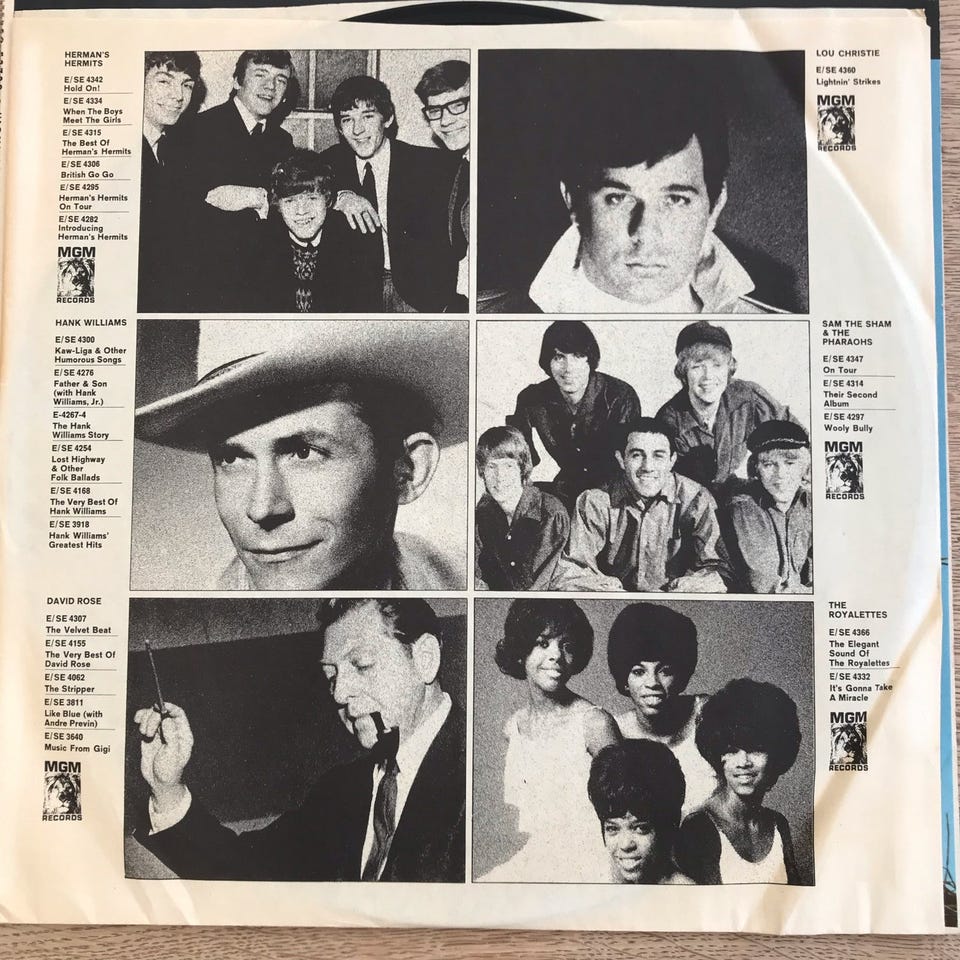 HERMAN'S
HERMITS
E/SE 4342
Hold On!
E/SE 4334
When The Boys
Meet The Girls
E/SE 4315
The Best Of
Herman's Hermits
E/SE 4306
British Go Go
E/SE 4295
Herman's Hermits
On Tour
E/SE 4282
Introducing
Herman's Hermits
MGM
RECORDS
LOU CHRISTIE
E/SE 4360
Lightnin' Strikes
MGM
RECORDS
HANK WILLIAMS
E/SE 4300
Kaw-Liga & Other
Humorous Songs
E/SE 4276
Father & Son
(with Hank
Williams, Jr.)
E-4267-4
The Hank
Williams Story
E/SE 4254
Lost Highway
& Other
Folk Ballads
E/SE 4168
The Very Best Of
Hank Williams
E/SE 3918
Hank Williams'
Greatest Hits
SAM THE SHAM
& THE
PHARAOHS
E/SE 4347
On Tour
E/SE 4314
Their Second
Album
E/SE 4297
Wooly Bully
MGM
RECORDS
DAVID ROSE
E/SE 4307
The Velvet Beat
E/SE 4155
The Very Best Of
David Rose
E/SE 4062
The Stripper
E/SE 3811
Like Blue (with
Andre Previn)
E/SE 3640
Music From Gigi
MGM
RECORDS
THE
ROYALETTES
E/SE 4366
The Elegant
Sound Of
The Royalettes
E/SE 4332
It's Gonna Take
A Miracle
MGM
RECORDS